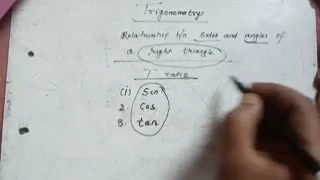 Trigonometry
Relationship b/n sides and angles of
a right triangle
T ratio
(1) Sin
2. Cos
3. tan